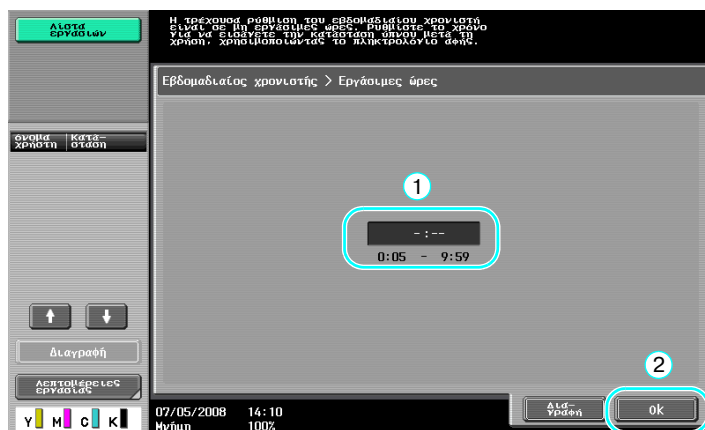 Λίστα
εργασιών
Η τρέχουσα ρύθμιση του εβδομαδιαίου χρονιστή
είναι σε μη εργάσιμες ώρες. Ρυθμίστε το χρόνο
για να εισάγετε την κατάσταση ύπνου μετά τη
χρήση, χρησιμοποιώντας το πληκτρολόγιο αφής.
Εβδομαδιαίος χρονιστής > Εργάσιμες ώρες
όνομα
χρήστη
Κατά-
σταση
1
-:--
0:05 - 9:59
Διαγραφή
Λεπτομέρειες
εργασίας
2
Δια-
γραφή
Οk
Y M C K
07/05/2008 14:10
Μνήμη 100%